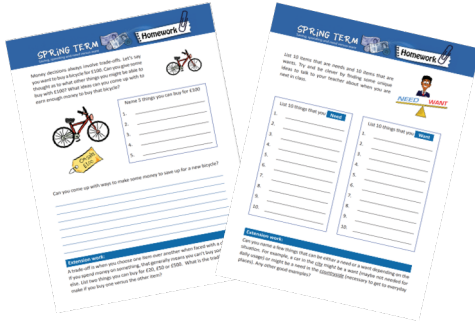 SPRING TERM
Homework
Money decisions always involve trade-offs. Let's say
you want to buy a bicycle for £100. Can you give some
thought as to what other things you might be able to
buy with £100? What ideas can you come up with to
earn enough money to buy that bicycle?
Name 5 things you can buy for £100
1.
2.
3.
4.
5.
£100
Can you come up with ways to make some money to save up for a new bicycle?
Extension work:
A trade-off is when you choose one item over another when faced with a
if you spend money on something, that generally means you can't buy
else. List two things you can buy for £20, £50 or £500. What is the
make if you buy one versus the other item?
SPRING TERM
Homework
List 10 items that are needs and 10 items that are
wants. Try and be clever by finding some unique
ideas to talk to your teacher about when you are
next in class.
NEED
WANT
List 10 things that you Need
1.
2.
3.
4.
5.
6.
7.
8.
9.
10.
List 10 things that you Want
1.
2.
3.
4.
5.
6.
7.
8.
9.
10.
Extension work:
Can you name a few things that can be either a need or a want depending on the
situation. For example, a car in the city might be a want (maybe not needed for
daily usage) or might be a need in the countryside (necessary to get to everyday
places). Any other good examples?